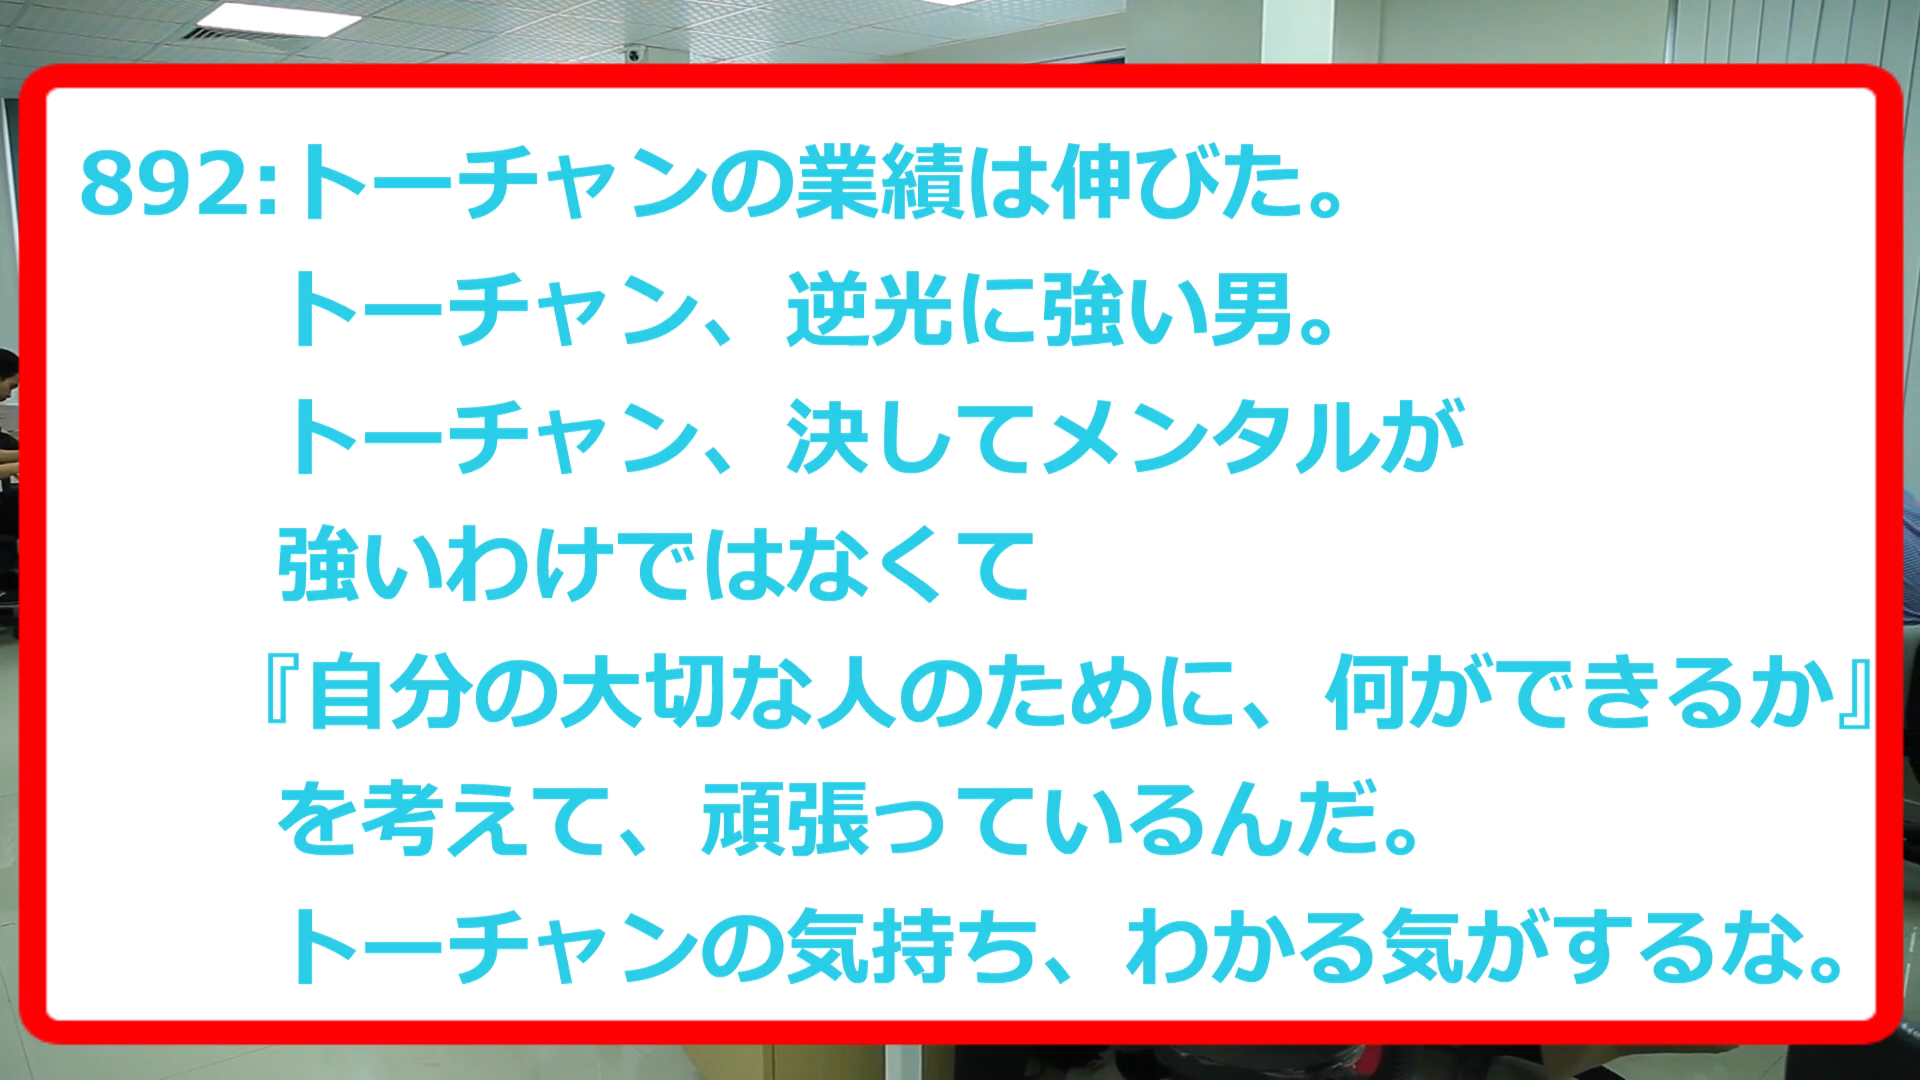 892:トーチャンの業績は伸びた。
トーチャン、逆光に強い男。
トーチャン、決してメンタルが
強いわけではなくて
『自分の大切な人のために、何ができるか』
を考えて、頑張っているんだ。
トーチャンの気持ち、わかる気がするな。